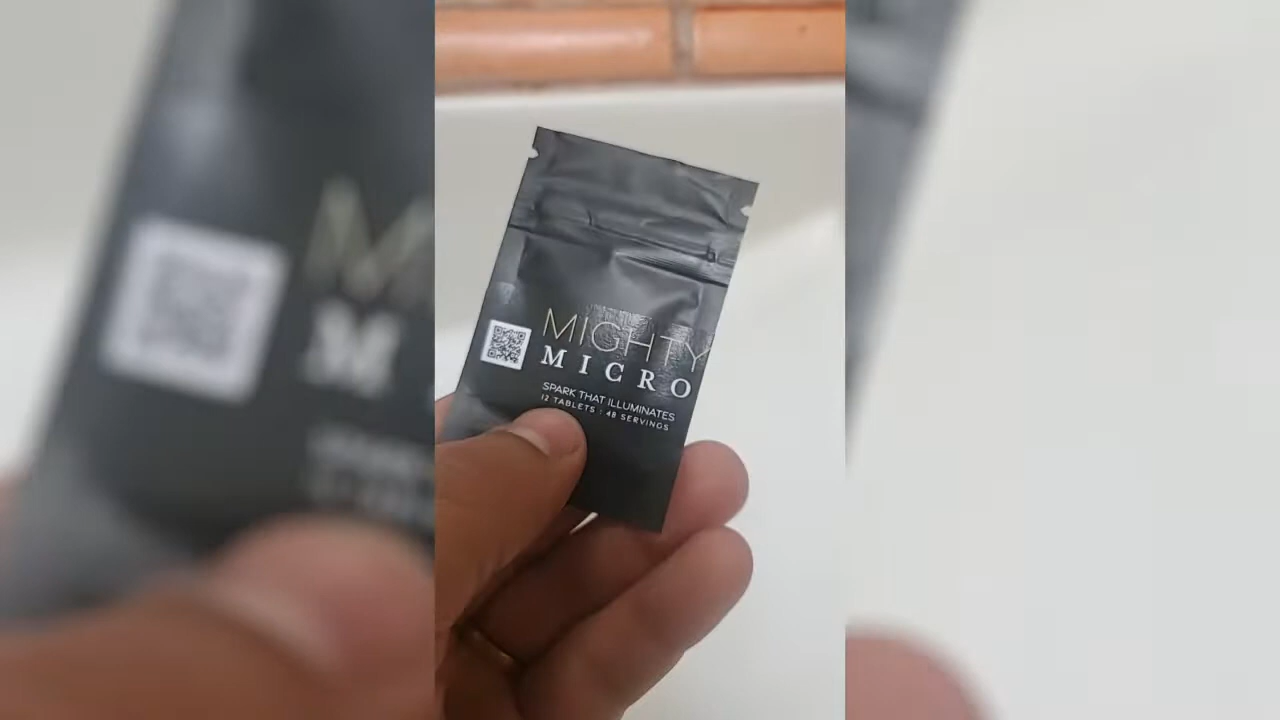 MIGHTY
MICRO
SPARK THAT ILLUMINATES
12 TABLETS : 48 SERVINGS